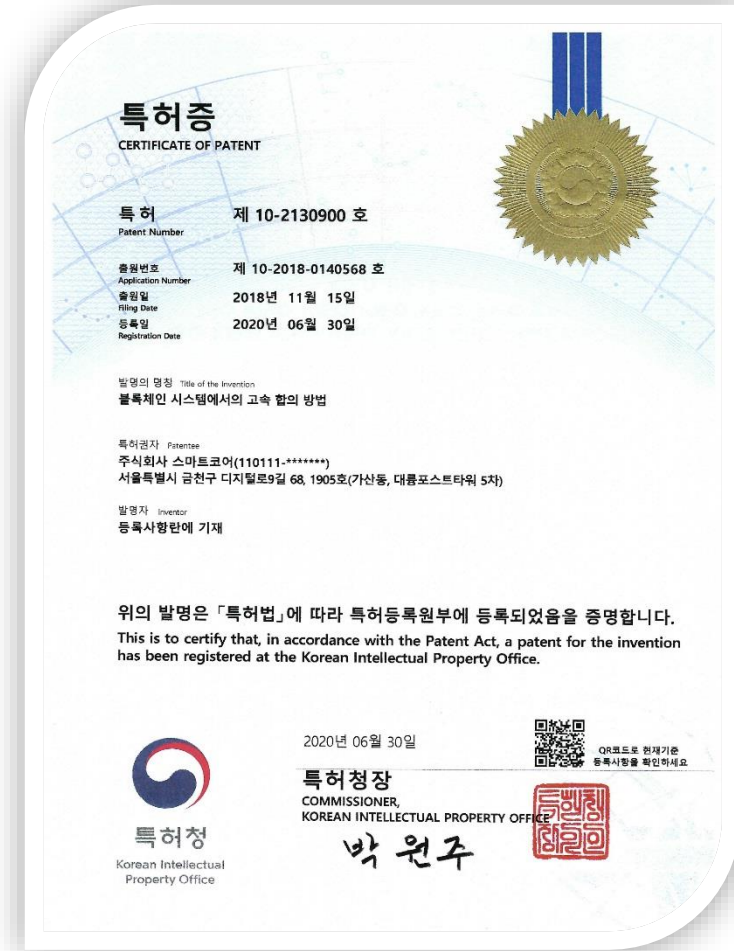 특허증
CERTIFICATE OF PATENT
특 허 제 10-2130900 호
Patent Number
출원번호 제 10-2018-0140568 호
Application Number
출원일 2018년 11월 15일
Filing Date
등록일 2020년 06월 30일
Registration Date
발명의 명칭 Title of the Invention
블록체인 시스템에서의 고속 합의 방법
특허권자 Patentee
주식회사 스마트코어(110111-*******)
서울특별시 금천구 디지털로9길 68, 1905호(가산동, 대륭포스트타워 5차)
발명자 Inventor
등록사항란에 기재
위의 발명은 「특허법」에 따라 특허등록원부에 등록되었음을 증명합니다.
This is to certify that, in accordance with the Patent Act, a patent for the invention
has been registered at the Korean Intellectual Property Office.
2020년 06월 30일
QR코드로 현재기준
등록사항을 확인하세요
특허청장
COMMISSIONER,
KOREAN INTELLECTUAL PROPERTY OFFICE
박원주
특허청
Korean Intellectual
Property Office